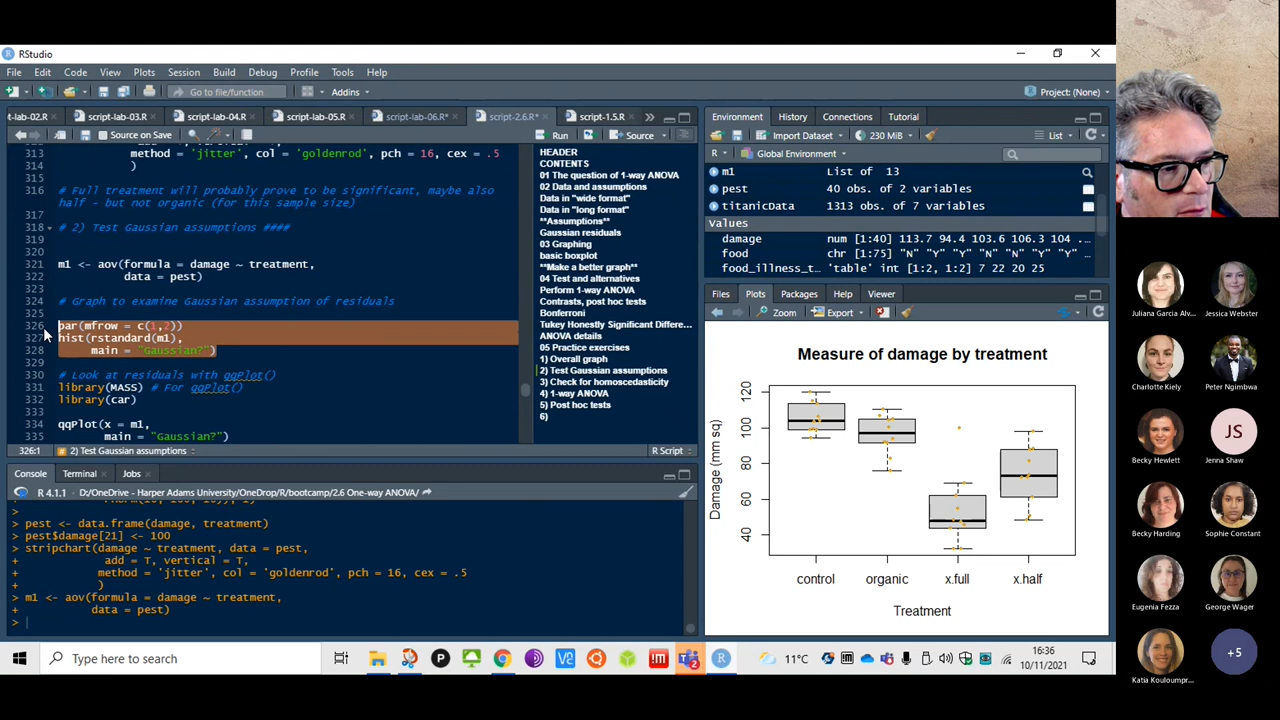 RStudio
File Edit Code View Plots Session Build Debug Profile Tools Help
Go to file/function
Addins
Project: (None)
t-lab-02.R
script-lab-03.R
script-lab-04.R
script-lab-05.R
script-lab-06.R*
script-2.6.R*
script-1.5.R
Source on Save
Run
Source
313 method = 'jitter', col = 'goldenrod', pch = 16, cex = .5
314 )
315
316 # Full treatment will probably prove to be significant, maybe also
half - but not organic (for this sample size)
317
318 # 2) Test Gaussian assumptions ####
319
320
321 m1 <- aov(formula = damage ~ treatment,
322 data = pest)
323
324 # Graph to examine Gaussian assumption of residuals
325
326 par(mfrow = c(1,2))
327 hist(rstandard(m1),
328 main = "Gaussian?")
329
330 # Look at residuals with qqPlot()
331 library(MASS) # For qqPlot()
332 library(car)
333
334 qqPlot(x = m1,
335 main = "Gaussian?")
326:1
2) Test Gaussian assumptions
R Script
HEADER
CONTENTS
01 The question of 1-way ANOVA
02 Data and assumptions
Data in "wide format"
Data in "long format"
**Assumptions**
Gaussian residuals
03 Graphing
basic boxplot
**Make a better graph**
04 Test and alternatives
Perform 1-way ANOVA
Contrasts, post hoc tests
Bonferroni
Tukey Honestly Significant Differe...
ANOVA details
05 Practice exercises
1) Overall graph
2) Test Gaussian assumptions
3) Check for homoscedasticity
4) 1-way ANOVA
5) Post hoc tests
6)
Console Terminal Jobs
R 4.1.1 · D:/OneDrive - Harper Adams University/OneDrop/R/bootcamp/2.6 One-way ANOVA/
>
> pest <- data.frame(damage, treatment)
> pest$damage[21] <- 100
> stripchart(damage ~ treatment, data = pest,
+ add = T, vertical = T,
+ method = 'jitter', col = 'goldenrod', pch = 16, cex = .5
+ )
> m1 <- aov(formula = damage ~ treatment,
+ data = pest)
>
Environment History Connections Tutorial
Import Dataset
230 MiB
List
R
Global Environment
m1 List of 13
pest 40 obs. of 2 variables
titanicData 1313 obs. of 7 variables
Values
damage num [1:40] 113.7 94.4 103.6 106.3 104 ...
food chr [1:75] "N" "Y" "Y" "N" "N" "Y" ...
food_illness_t… 'table' int [1:2, 1:2] 7 22 20 25
Files Plots Packages Help Viewer
Zoom
Export
Measure of damage by treatment
Damage (mm sq)
120
100
80
60
40
control organic x.full x.half
Treatment
Type here to search
11°C
16:36
10/11/2021
Juliana Garcia Alv...
Jessica Webster
Charlotte Kiely
Peter Ngimbwa
JS
Becky Hewlett
Jenna Shaw
Becky Harding
Sophie Constant
Eugenia Fezza
George Wager
+5
Katia Kouloumpr...